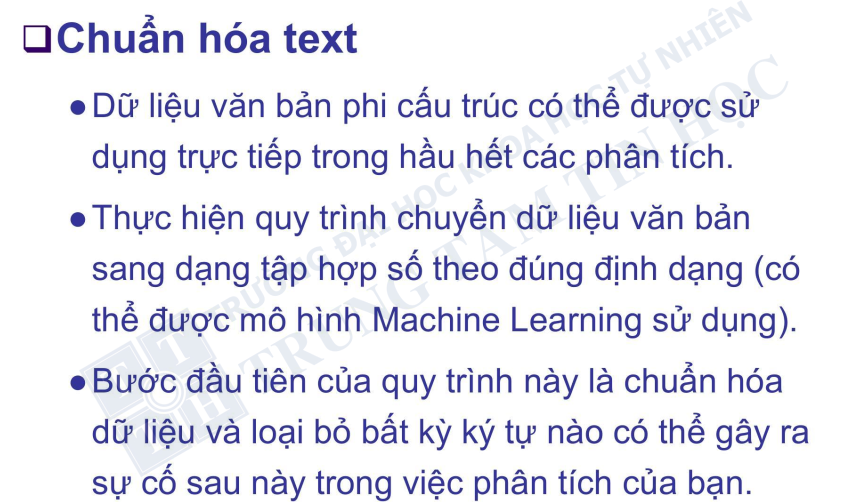 ❑Chuẩn hóa text
●Dữ liệu văn bản phi cấu trúc có thể được sử
dụng trực tiếp trong hầu hết các phân tích.
●Thực hiện quy trình chuyển dữ liệu văn bản
sang dạng tập hợp số theo đúng định dạng (có
thể được mô hình Machine Learning sử dụng).
●Bước đầu tiên của quy trình này là chuẩn hóa
dữ liệu và loại bỏ bất kỳ ký tự nào có thể gây ra
sự cố sau này trong việc phân tích của bạn.
TRƯỜNG ĐẠI HỌC KHOA HỌC TỰ NHIÊN
TRUNG TÂM TIN HỌC